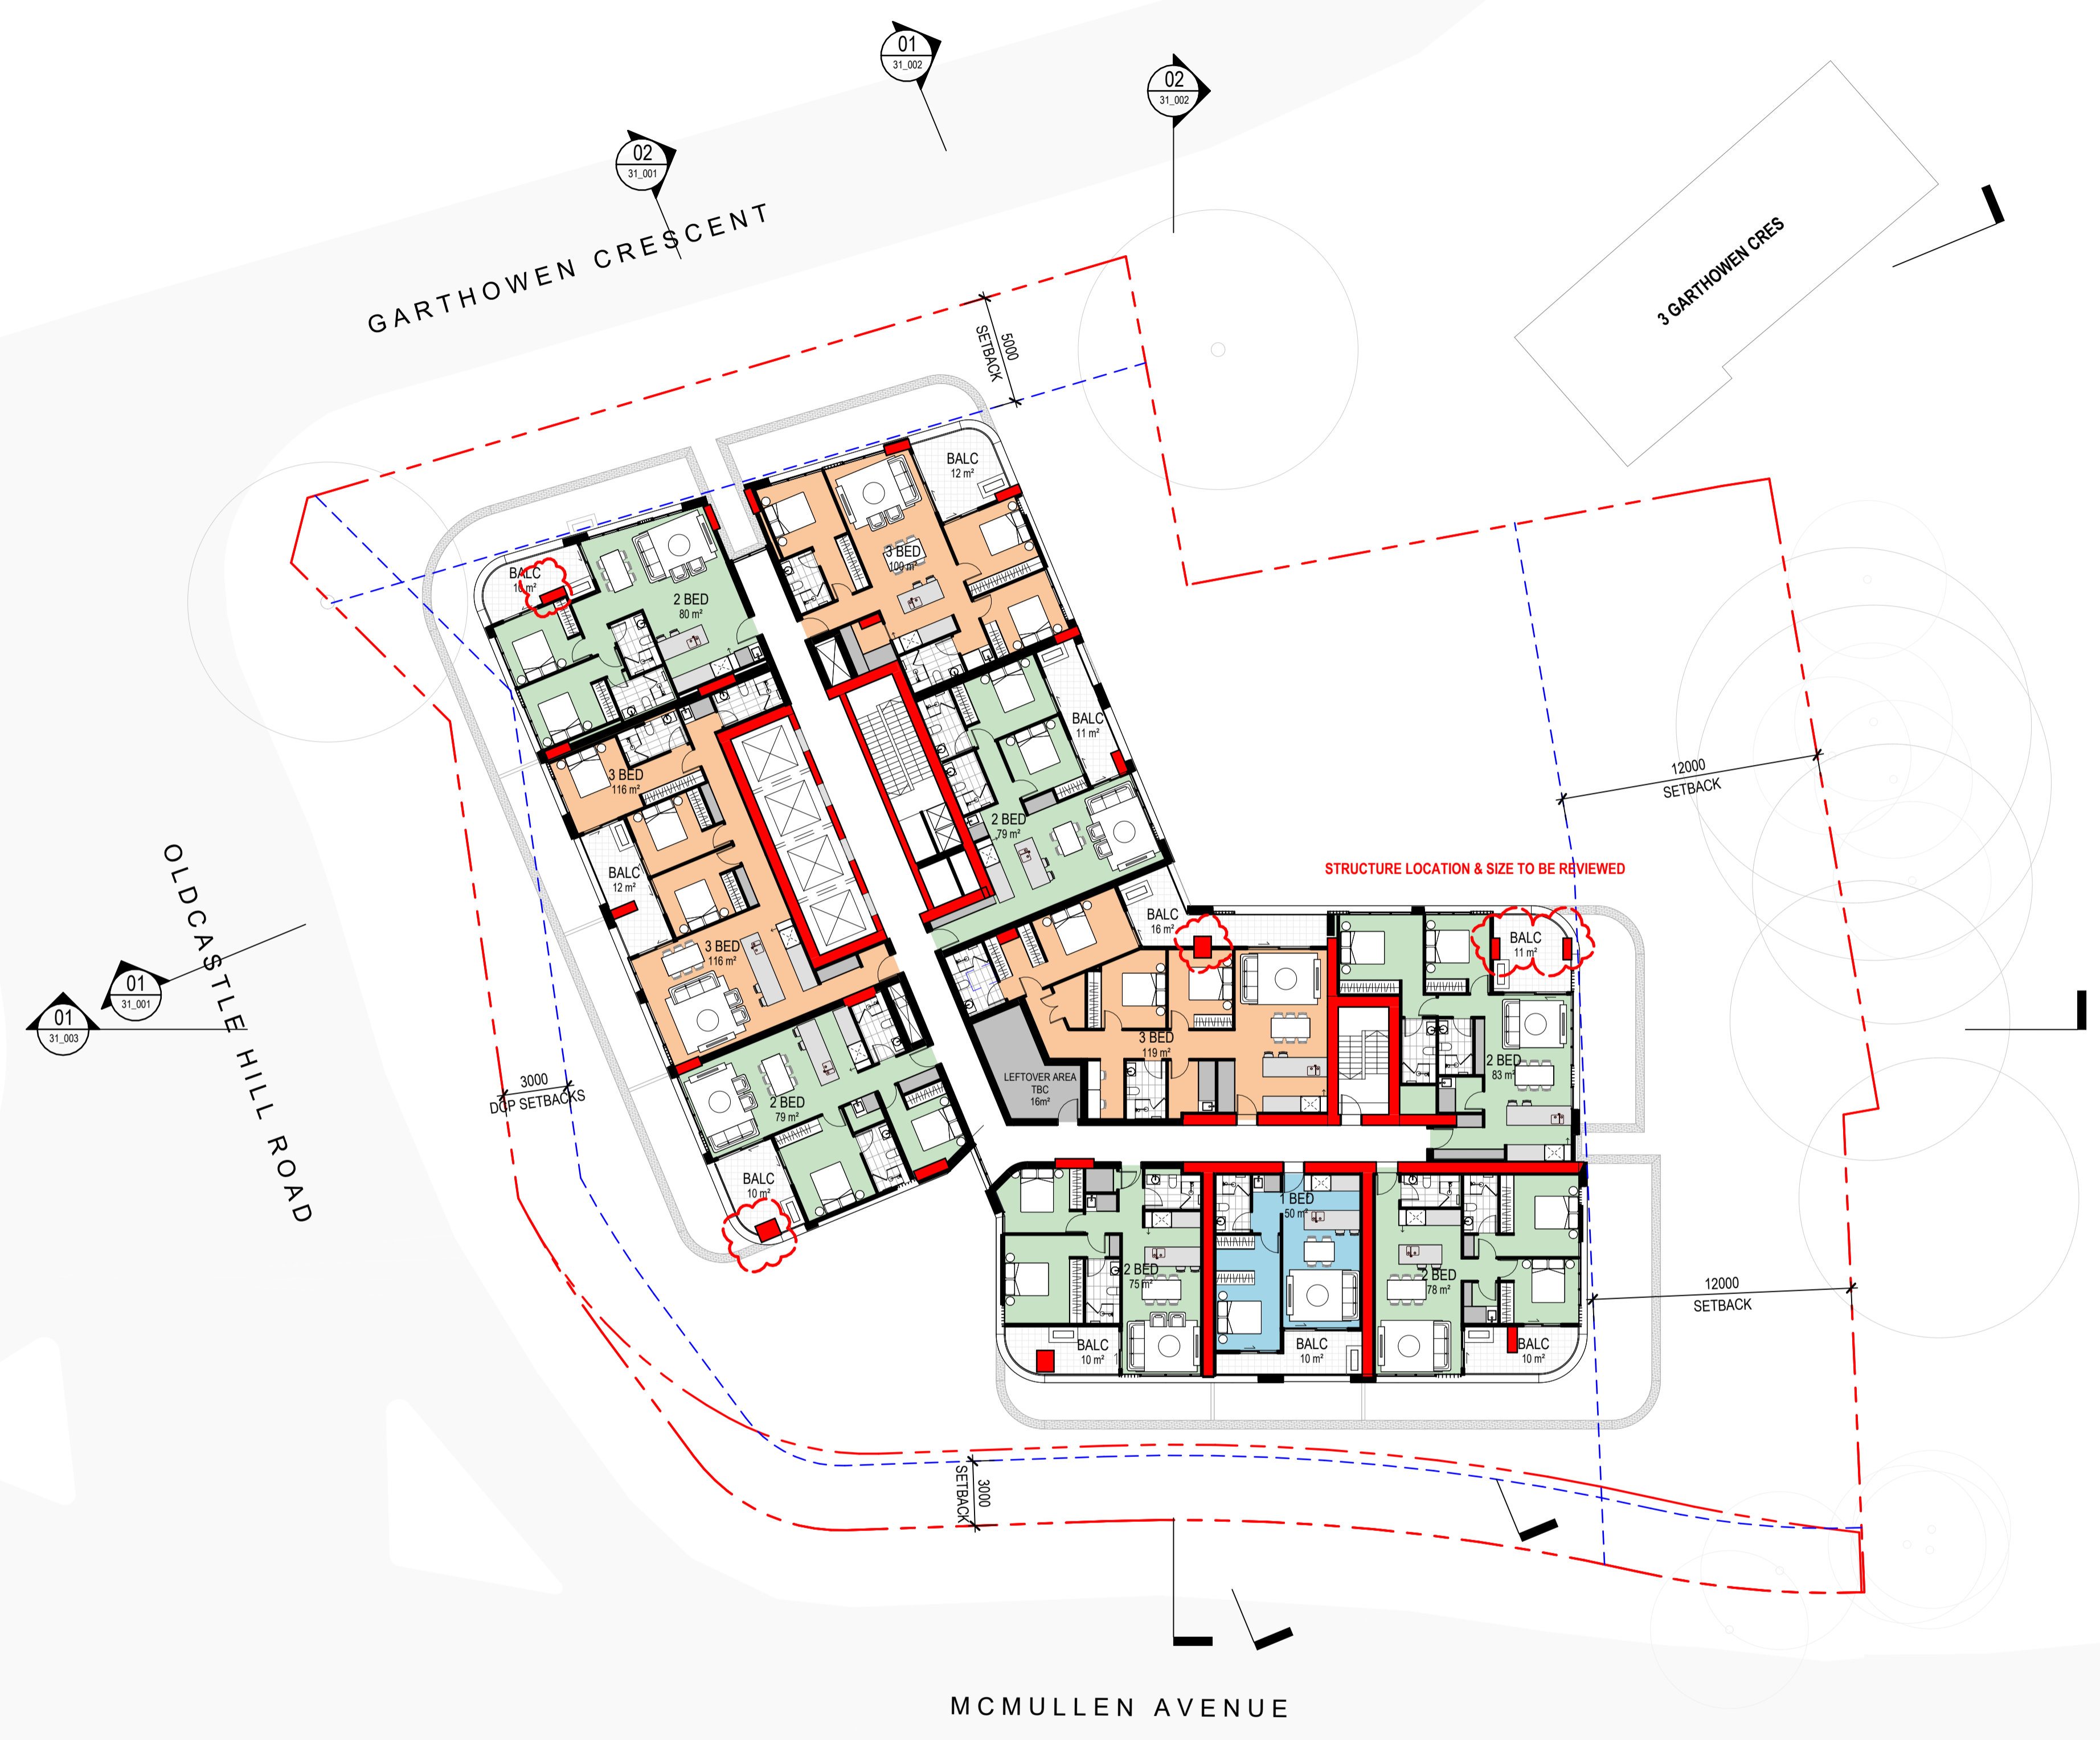 01
31_002
02
31_002
02
31_001
GARTHOWEN CRESCENT
3 GARTHOWEN CRES
5000
SETBACK
BALC
12 m²
3 BED
109 m²
BALC
10 m²
2 BED
80 m²
BALC
11 m²
3 BED
116 m²
2 BED
79 m²
12000
SETBACK
BALC
12 m²
STRUCTURE LOCATION & SIZE TO BE REVIEWED
BALC
16 m²
BALC
11 m²
3 BED
116 m²
01
31_001
01
31_003
OLDCASTLE HILL ROAD
3 BED
119 m²
2 BED
83 m²
LEFTOVER AREA
TBC
16m²
3000
DCP SETBACKS
2 BED
79 m²
BALC
10 m²
1 BED
50 m²
2 BED
75 m²
2 BED
78 m²
12000
SETBACK
BALC
10 m²
BALC
10 m²
BALC
10 m²
3000
SETBACK
MCMULLEN AVENUE